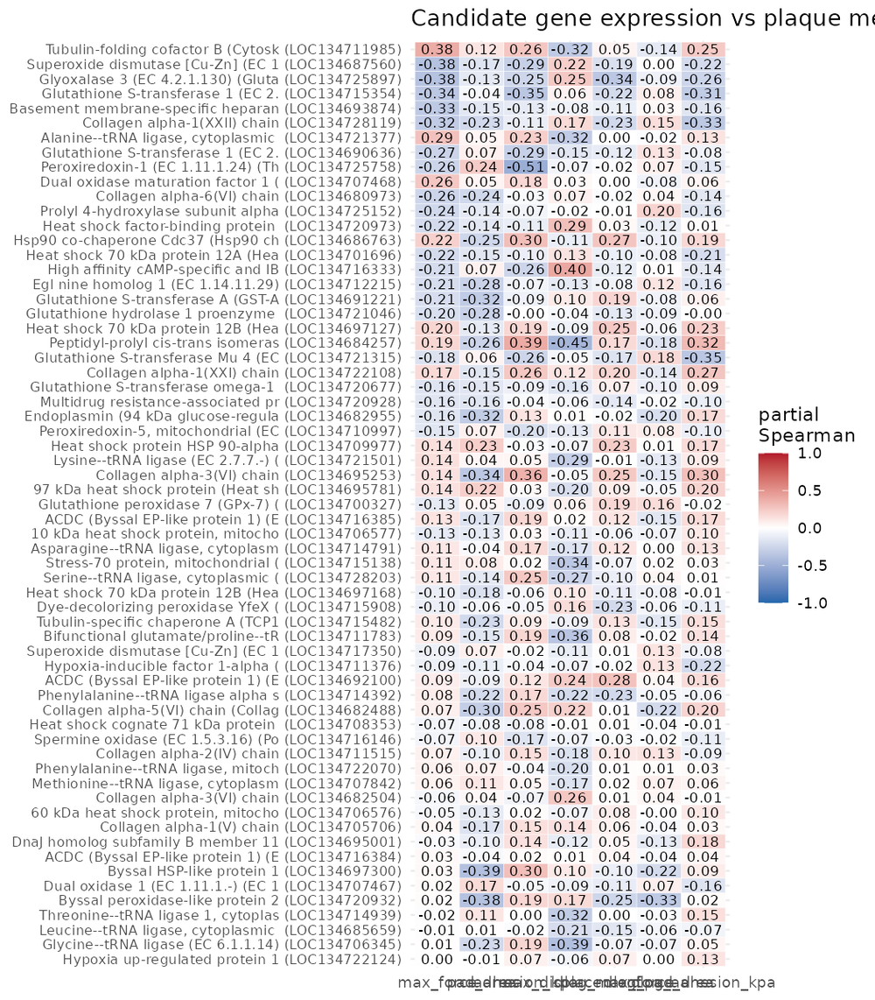 Candidate gene expression vs plaque me
Tubulin-folding cofactor B (Cytosk (LOC134711985) 0.38 0.12 0.26 -0.32 0.05 -0.14 0.25
Superoxide dismutase [Cu-Zn] (EC 1 (LOC134687560) -0.38 -0.17 -0.29 0.22 -0.19 0.00 -0.22
Glyoxalase 3 (EC 4.2.1.130) (Gluta (LOC134725897) -0.38 -0.13 -0.25 0.25 -0.34 -0.09 -0.26
Glutathione S-transferase 1 (EC 2. (LOC134715354) -0.34 -0.04 -0.35 0.06 -0.22 0.08 -0.31
Basement membrane-specific heparan (LOC134693874) -0.33 -0.15 -0.13 -0.08 -0.11 0.03 -0.16
Collagen alpha-1(XXII) chain (LOC134728119) -0.32 -0.23 -0.11 0.17 -0.23 0.15 -0.33
Alanine--tRNA ligase, cytoplasmic (LOC134721377) 0.29 0.05 0.23 -0.32 0.00 -0.02 0.13
Glutathione S-transferase 1 (EC 2. (LOC134690636) -0.27 0.07 -0.29 -0.15 -0.12 0.13 -0.08
Peroxiredoxin-1 (EC 1.11.1.24) (Th (LOC134725758) -0.26 0.24 -0.51 -0.07 -0.02 0.07 -0.15
Dual oxidase maturation factor 1 ( (LOC134707468) 0.26 0.05 0.18 0.03 0.00 -0.08 0.06
Collagen alpha-6(VI) chain (LOC134680973) -0.26 -0.24 -0.03 0.07 -0.02 0.04 -0.14
Prolyl 4-hydroxylase subunit alpha (LOC134725152) -0.24 -0.14 -0.07 -0.02 -0.01 0.20 -0.16
Heat shock factor-binding protein (LOC134720973) -0.22 -0.14 -0.11 0.29 0.03 -0.12 0.01
Hsp90 co-chaperone Cdc37 (Hsp90 ch (LOC134686763) 0.22 -0.25 0.30 -0.11 0.27 -0.10 0.19
Heat shock 70 kDa protein 12A (Hea (LOC134701696) -0.22 -0.15 -0.10 0.13 -0.10 -0.08 -0.21
High affinity cAMP-specific and IB (LOC134716333) -0.21 0.07 -0.26 0.40 -0.12 0.01 -0.14
Egl nine homolog 1 (EC 1.14.11.29) (LOC134712215) -0.21 -0.28 -0.07 -0.13 -0.08 0.12 -0.16
Glutathione S-transferase A (GST-A (LOC134691221) -0.21 -0.32 -0.09 0.10 0.19 -0.08 0.06
Glutathione hydrolase 1 proenzyme (LOC134721046) -0.20 -0.28 -0.00 -0.04 -0.13 -0.09 -0.00
Heat shock 70 kDa protein 12B (Hea (LOC134697127) 0.20 -0.13 0.19 -0.09 0.25 -0.06 0.23
Peptidyl-prolyl cis-trans isomeras (LOC134684257) 0.19 -0.26 0.39 -0.45 0.17 -0.18 0.32
Glutathione S-transferase Mu 4 (EC (LOC134721315) -0.18 0.06 -0.26 -0.05 -0.17 0.18 -0.35
Collagen alpha-1(XXI) chain (LOC134722108) 0.17 -0.15 0.26 0.12 0.20 -0.14 0.27
Glutathione S-transferase omega-1 (LOC134720677) -0.16 -0.15 -0.09 -0.16 0.07 -0.10 0.09
Multidrug resistance-associated pr (LOC134720928) -0.16 -0.16 -0.04 -0.06 -0.14 -0.02 -0.10
Endoplasmin (94 kDa glucose-regula (LOC134682955) -0.16 -0.32 0.13 0.01 -0.02 -0.20 0.17
Peroxiredoxin-5, mitochondrial (EC (LOC134710997) -0.15 0.07 -0.20 -0.13 0.11 0.08 -0.10
Heat shock protein HSP 90-alpha (LOC134709977) 0.14 0.23 -0.03 -0.07 0.23 0.01 0.17
Lysine--tRNA ligase (EC 2.7.7.-) ( (LOC134721501) 0.14 0.04 0.05 -0.29 -0.01 -0.13 0.09
Collagen alpha-3(VI) chain (LOC134695253) 0.14 -0.34 0.36 -0.05 0.25 -0.15 0.30
97 kDa heat shock protein (Heat sh (LOC134695781) 0.14 0.22 0.03 -0.20 0.09 -0.05 0.20
Glutathione peroxidase 7 (GPx-7) ( (LOC134700327) -0.13 0.05 -0.09 0.06 0.19 0.16 -0.02
ACDC (Byssal EP-like protein 1) (E (LOC134716385) 0.13 -0.17 0.19 0.02 0.12 -0.15 0.17
10 kDa heat shock protein, mitocho (LOC134706577) -0.13 -0.13 0.03 -0.11 -0.06 -0.07 0.10
Asparagine--tRNA ligase, cytoplasm (LOC134714791) 0.11 -0.04 0.17 -0.17 0.12 0.00 0.13
Stress-70 protein, mitochondrial ( (LOC134715138) 0.11 0.08 0.02 -0.34 -0.07 0.02 0.03
Serine--tRNA ligase, cytoplasmic ( (LOC134728203) 0.11 -0.14 0.25 -0.27 -0.10 0.04 0.01
Heat shock 70 kDa protein 12B (Hea (LOC134697168) -0.10 -0.18 -0.06 0.10 -0.11 -0.08 -0.01
Dye-decolorizing peroxidase YfeX ( (LOC134715908) -0.10 -0.06 -0.05 0.16 -0.23 -0.06 -0.11
Tubulin-specific chaperone A (TCP1 (LOC134715482) 0.10 -0.23 0.09 -0.09 0.13 -0.15 0.15
Bifunctional glutamate/proline--tR (LOC134711783) 0.09 -0.15 0.19 -0.36 0.08 -0.02 0.14
Superoxide dismutase [Cu-Zn] (EC 1 (LOC134717350) -0.09 0.07 -0.02 -0.11 0.01 0.13 -0.08
Hypoxia-inducible factor 1-alpha ( (LOC134711376) -0.09 -0.11 -0.04 -0.07 -0.02 0.13 -0.22
ACDC (Byssal EP-like protein 1) (E (LOC134692100) 0.09 -0.09 0.12 0.24 0.28 0.04 0.16
Phenylalanine--tRNA ligase alpha s (LOC134714392) 0.08 -0.22 0.17 -0.22 -0.23 -0.05 -0.06
Collagen alpha-5(VI) chain (Collag (LOC134682488) 0.07 -0.30 0.25 0.22 0.01 -0.22 0.20
Heat shock cognate 71 kDa protein (LOC134708353) -0.07 -0.08 -0.08 -0.01 0.01 -0.04 -0.01
Spermine oxidase (EC 1.5.3.16) (Po (LOC134716146) -0.07 0.10 -0.17 -0.07 -0.03 -0.02 -0.11
Collagen alpha-2(IV) chain (LOC134711515) 0.07 -0.10 0.15 -0.18 0.10 0.13 -0.09
Phenylalanine--tRNA ligase, mitoch (LOC134722070) 0.06 0.07 -0.04 -0.20 0.01 0.01 0.03
Methionine--tRNA ligase, cytoplasm (LOC134707842) 0.06 0.11 0.05 -0.17 0.02 0.07 0.06
Collagen alpha-3(VI) chain (LOC134682504) -0.06 0.04 -0.07 0.26 0.01 0.04 -0.01
60 kDa heat shock protein, mitocho (LOC134706576) -0.05 -0.13 0.02 -0.07 0.08 -0.00 0.10
Collagen alpha-1(V) chain (LOC134705706) 0.04 -0.17 0.15 0.14 0.06 -0.04 0.03
DnaJ homolog subfamily B member 11 (LOC134695001) -0.03 -0.10 0.14 -0.12 0.05 -0.13 0.18
ACDC (Byssal EP-like protein 1) (E (LOC134716384) 0.03 -0.04 0.02 0.01 0.04 -0.04 0.04
Byssal HSP-like protein 1 (LOC134697300) 0.03 -0.39 0.30 0.10 -0.10 -0.22 0.09
Dual oxidase 1 (EC 1.11.1.-) (EC 1 (LOC134707467) 0.02 0.17 -0.05 -0.09 -0.11 0.07 -0.16
Byssal peroxidase-like protein 2 (LOC134720932) 0.02 -0.38 0.19 0.17 -0.25 -0.33 0.02
Threonine--tRNA ligase 1, cytoplas (LOC134714939) -0.02 0.11 0.00 -0.32 0.00 -0.03 0.15
Leucine--tRNA ligase, cytoplasmic (LOC134685659) -0.01 0.01 -0.02 -0.21 -0.15 -0.06 -0.07
Glycine--tRNA ligase (EC 6.1.1.14) (LOC134706345) 0.01 -0.23 0.19 -0.39 -0.07 -0.07 0.05
Hypoxia up-regulated protein 1 (LOC134722124) 0.00 -0.01 0.07 -0.06 0.07 0.00 0.13
partial
Spearman
1.0
0.5
0.0
-0.5
-1.0